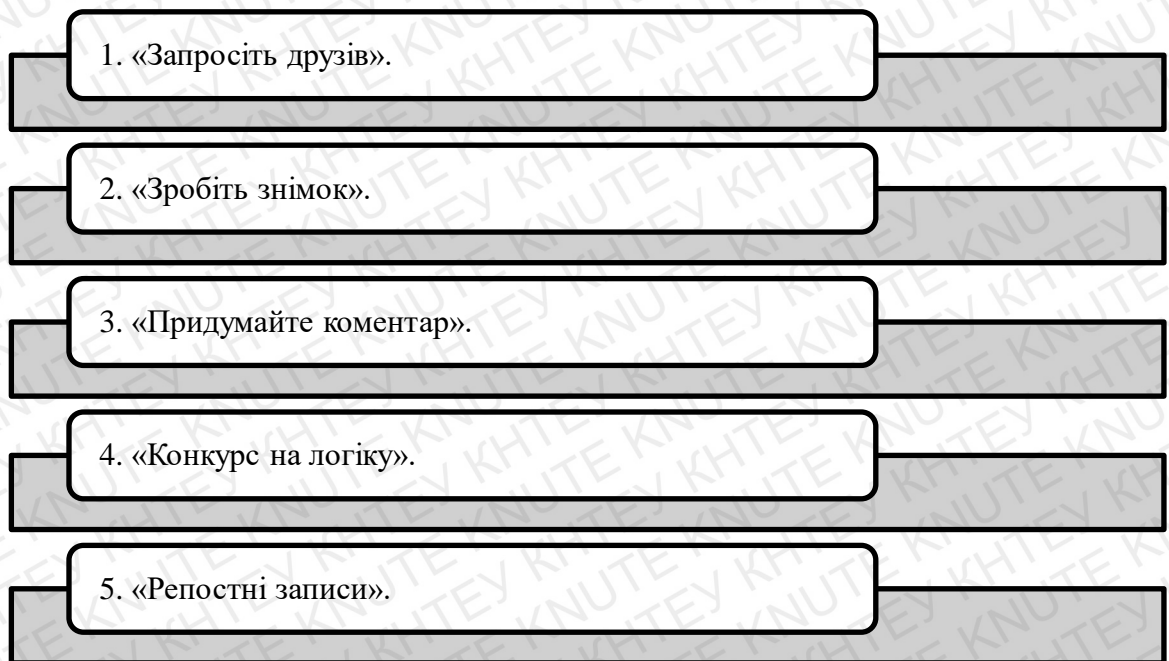 1. «Запросіть друзів».
2. «Зробіть знімок».
3. «Придумайте коментар».
4. «Конкурс на логіку».
5. «Репостні записи».